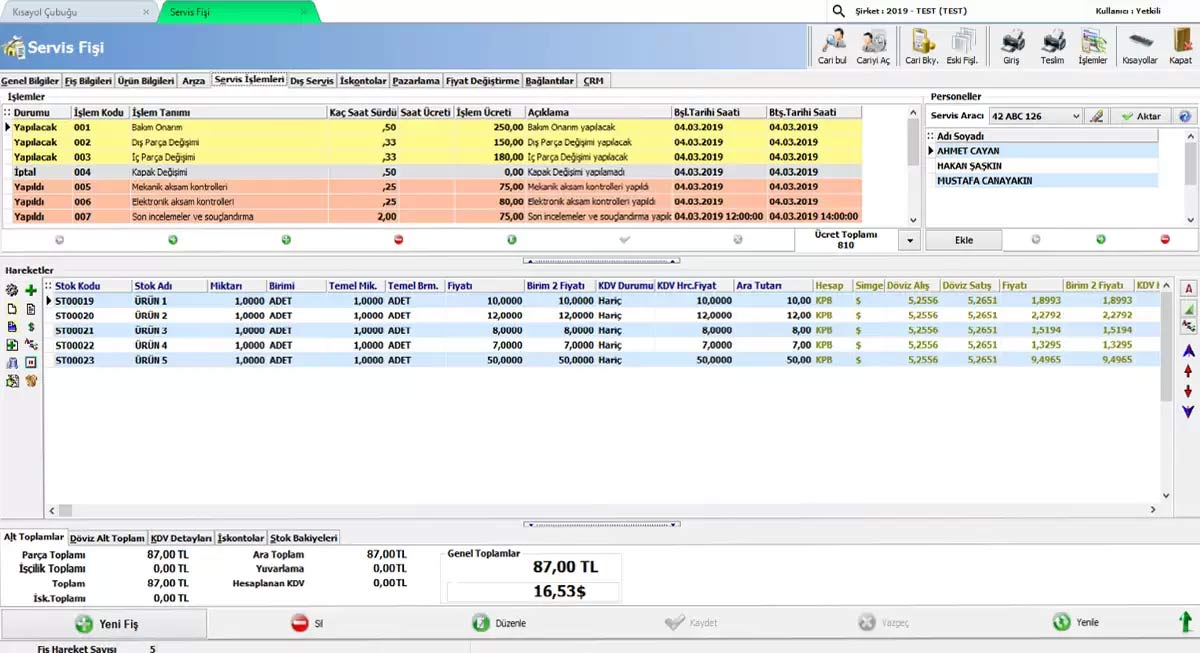 Kısayol Çubuğu
Servis Fişi
Şirket : 2019 - TEST (TEST)
Kullanıcı : Yetkili
Servis Fişi
Cari bul Cariyi Aç Cari Bky. Eski Fişl. Giriş Teslim İşlemler Kısayollar Kapat
Genel Bilgiler Fiş Bilgileri Ürün Bilgileri Arıza Servis İşlemleri Dış Servis İskontolar Pazarlama Fiyat Değiştirme Bağlantılar CRM
İşlemler
Durumu İşlem Kodu İşlem Tanımı Kaç Saat Sürdü Saat Ücreti İşlem Ücreti Açıklama Bşl.Tarihi Saati Btş.Tarihi Saati
Yapılacak 001 Bakım Onarım ,50 250,00 Bakım Onarım yapılacak 04.03.2019 04.03.2019
Yapılacak 002 Dış Parça Değişimi ,33 150,00 Dış Parça Değişimi yapılacak 04.03.2019 04.03.2019
Yapılacak 003 İç Parça Değişimi ,33 180,00 İç Parça Değişimi yapılacak 04.03.2019 04.03.2019
İptal 004 Kapak Değişimi ,50 0,00 Kapak Değişimi yapılamadı 04.03.2019 04.03.2019
Yapıldı 005 Mekanik aksam kontrolleri ,25 75,00 Mekanik aksam kontrolleri yapıldı 04.03.2019 04.03.2019
Yapıldı 006 Elektronik aksam kontrolleri ,25 80,00 Elektronik aksam kontrolleri yapıldı 04.03.2019 04.03.2019
Yapıldı 007 Son incelemeler ve souçlandırma 2,00 75,00 Son incelemeler ve souçlandırma yapılı 04.03.2019 12:00:00 04.03.2019 14:00:00
Ücret Toplamı
810
Personeller
Servis Aracı 42 ABC 126 Aktar
Adı Soyadı
AHMET CAYAN
HAKAN ŞAŞKIN
MUSTAFA CANAYAKIN
Ekle
Hareketler
Stok Kodu Stok Adı Miktarı Birimi Temel Mik. Temel Brm. Fiyatı Birim 2 Fiyatı KDV Durumu KDV Hrc.Fiyat Ara Tutarı Hesap Simge Döviz Alış Döviz Satış Fiyatı Birim 2 Fiyatı KDV H
ST00019 ÜRÜN 1 1,0000 ADET 1,0000 ADET 10,0000 10,0000 Hariç 10,0000 10,00 KPB $ 5,2556 5,2651 1,8993 1,8993
ST00020 ÜRÜN 2 1,0000 ADET 1,0000 ADET 12,0000 12,0000 Hariç 12,0000 12,00 KPB $ 5,2556 5,2651 2,2792 2,2792
ST00021 ÜRÜN 3 1,0000 ADET 1,0000 ADET 8,0000 8,0000 Hariç 8,0000 8,00 KPB $ 5,2556 5,2651 1,5194 1,5194
ST00022 ÜRÜN 4 1,0000 ADET 1,0000 ADET 7,0000 7,0000 Hariç 7,0000 7,00 KPB $ 5,2556 5,2651 1,3295 1,3295
ST00023 ÜRÜN 5 1,0000 ADET 1,0000 ADET 50,0000 50,0000 Hariç 50,0000 50,00 KPB $ 5,2556 5,2651 9,4965 9,4965
Alt Toplamlar Döviz Alt Toplam KDV Detayları İskontolar Stok Bakiyeleri
Parça Toplamı 87,00 TL Ara Toplam 87,00TL
İşçilik Toplamı 0,00 TL Yuvarlama 0,00TL
Toplam 87,00 TL Hesaplanan KDV 0,00TL
İsk.Toplamı 0,00 TL
Genel Toplamlar
87,00 TL
16,53$
Yeni Fiş Sil Düzenle Kaydet Vazgeç Yenile
Fiş Hareket Sayısı 5